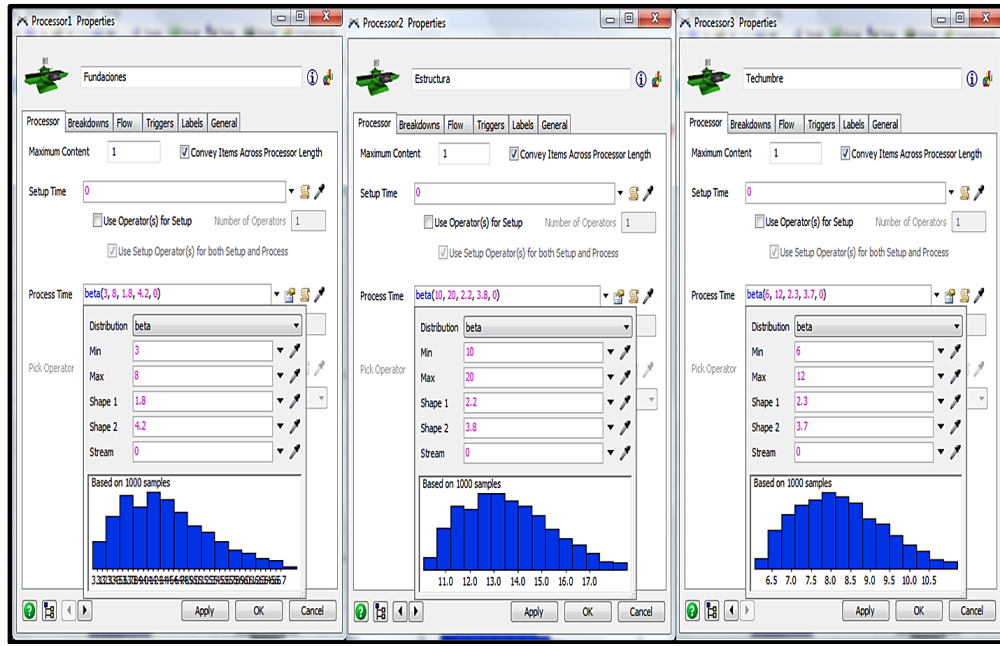 Processor1 Properties
Fundaciones
Processor Breakdowns Flow Triggers Labels General
Maximum Content 1 Convey Items Across Processor Length
Setup Time 0
Use Operator(s) for Setup Number of Operators 1
Use Setup Operator(s) for both Setup and Process
Process Time beta(3, 8, 1.8, 4.2, 0)
Distribution beta
Min 3
Pick Operator
Max 8
Shape 1 1.8
Shape 2 4.2
Stream 0
Based on 1000 samples
Apply OK Cancel
Processor2 Properties
Estructura
Processor Breakdowns Flow Triggers Labels General
Maximum Content 1 Convey Items Across Processor Length
Setup Time 0
Use Operator(s) for Setup Number of Operators 1
Use Setup Operator(s) for both Setup and Process
Process Time beta(10, 20, 2.2, 3.8, 0)
Distribution beta
Min 10
Pick Operator
Max 20
Shape 1 2.2
Shape 2 3.8
Stream 0
Based on 1000 samples
11.0 12.0 13.0 14.0 15.0 16.0 17.0
Apply OK Cancel
Processor3 Properties
Techumbre
Processor Breakdowns Flow Triggers Labels General
Maximum Content 1 Convey Items Across Processor Length
Setup Time 0
Use Operator(s) for Setup Number of Operators 1
Use Setup Operator(s) for both Setup and Process
Process Time beta(6, 12, 2.3, 3.7, 0)
Distribution beta
Min 6
Pick Operator
Max 12
Shape 1 2.3
Shape 2 3.7
Stream 0
Based on 1000 samples
6.5 7.0 7.5 8.0 8.5 9.0 9.5 10.0 10.5
Apply OK Cancel